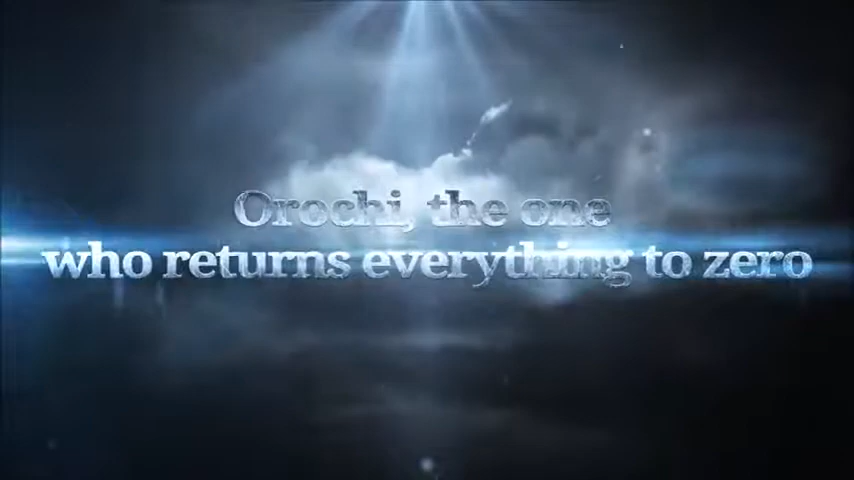 Orochi, the one
who returns everything to zero